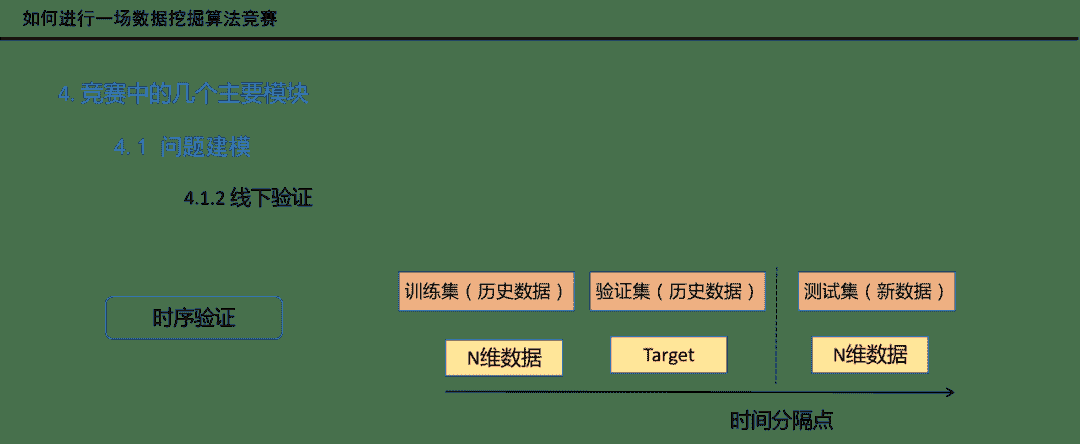 如何进行一场数据挖掘算法竞赛
4. 竞赛中的几个主要模块
4. 1 问题建模
4.1.2 线下验证
训练集（历史数据） 验证集（历史数据） 测试集（新数据）
时序验证
N维数据 Target N维数据
时间分隔点